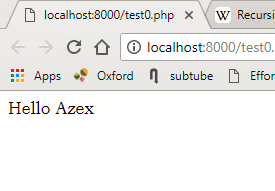 localhost:8000/test0.php
W Recursi
localhost:8000/test0.
Apps Oxford subtube Effor
Hello Azex